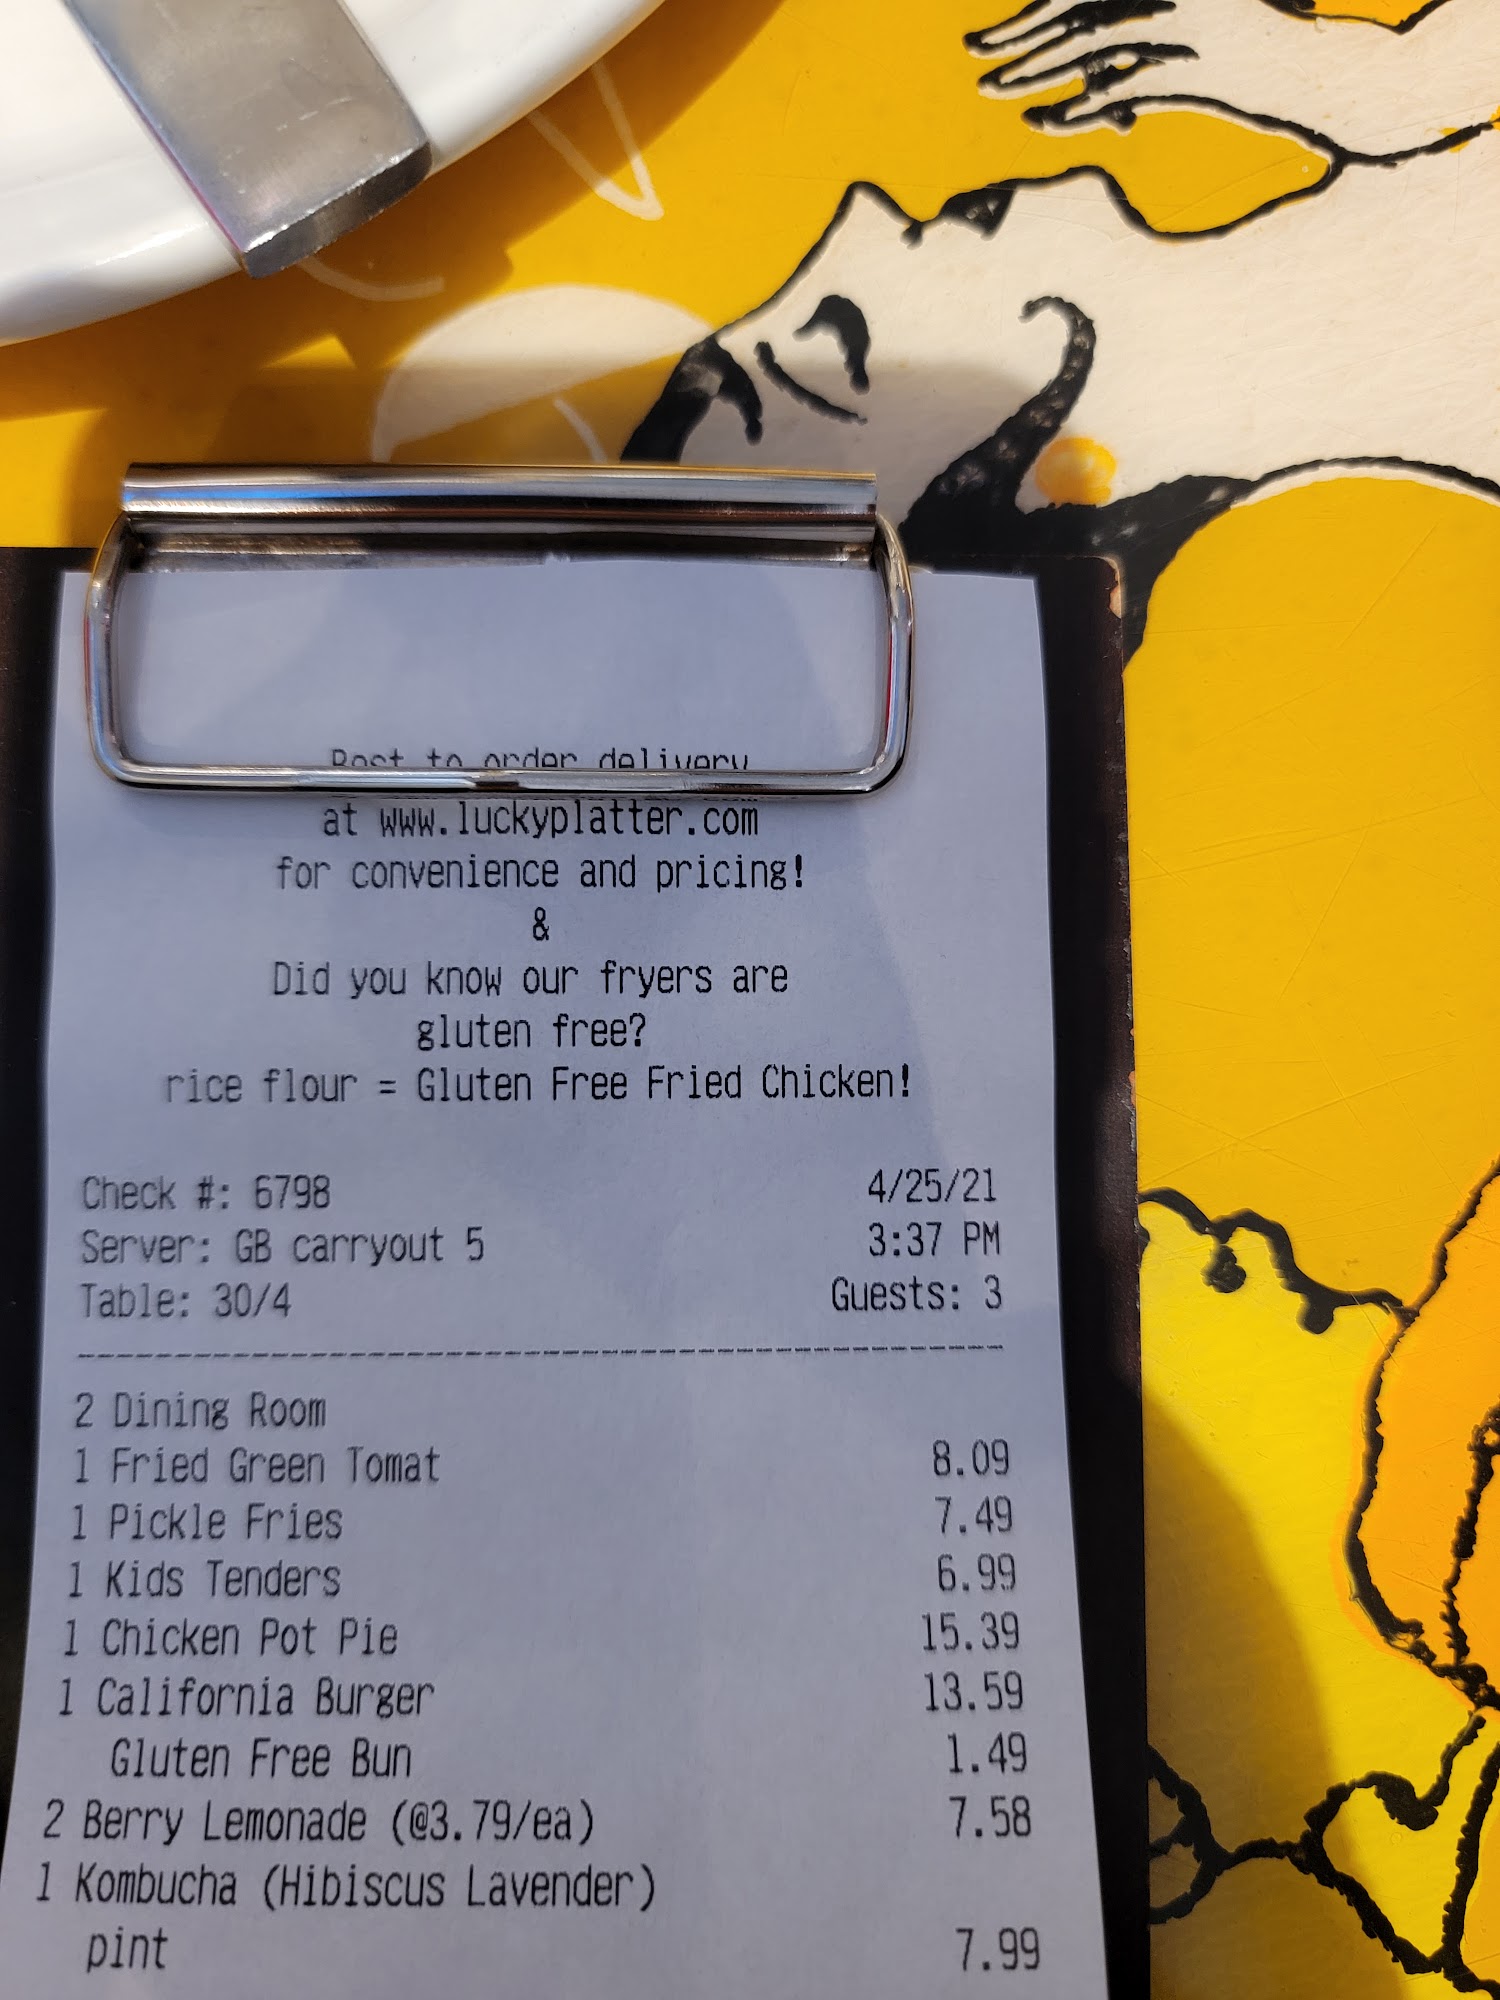 Best to order delivery
at www.luckyplatter.com
for convenience and pricing!
&
Did you know our fryers are
gluten free?
rice flour = Gluten Free Fried Chicken!
Check #: 6798 4/25/21
Server: GB carryout 5 3:37 PM
Table: 30/4 Guests: 3
2 Dining Room
1 Fried Green Tomat 8.09
1 Pickle Fries 7.49
1 Kids Tenders 6.99
1 Chicken Pot Pie 15.39
1 California Burger 13.59
Gluten Free Bun 1.49
2 Berry Lemonade (@3.79/ea) 7.58
1 Kombucha (Hibiscus Lavender)
pint 7.99